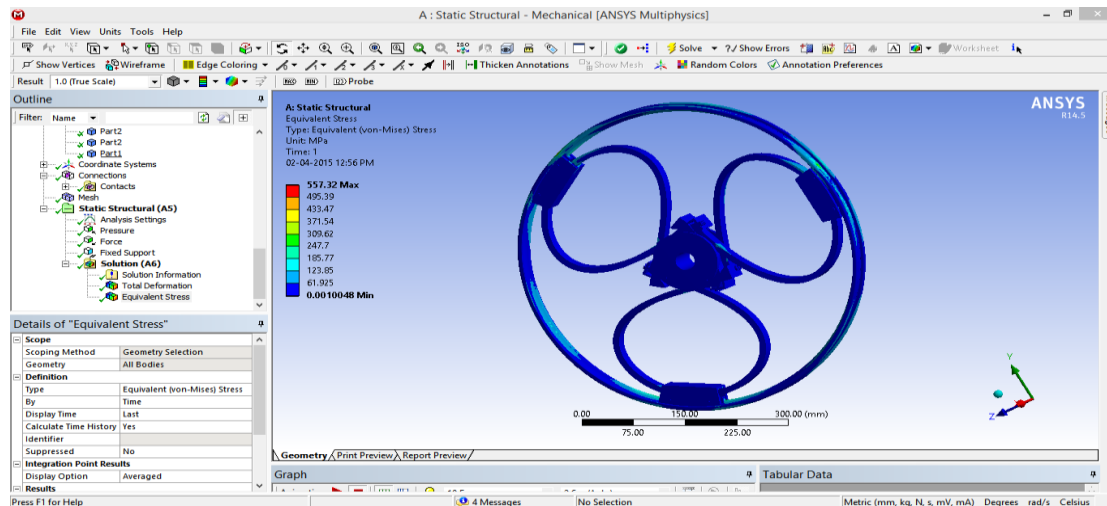 A : Static Structural - Mechanical [ANSYS Multiphysics]
File Edit View Units Tools Help
Solve ?/ Show Errors Worksheet
Show Vertices Wireframe Edge Coloring Thicken Annotations Show Mesh Random Colors Annotation Preferences
Result 1.0 (True Scale) Probe
Outline
Filter: Name
Part2
Part2
Part1
Coordinate Systems
Connections
Contacts
Mesh
Static Structural (A5)
Analysis Settings
Pressure
Force
Fixed Support
Solution (A6)
Solution Information
Total Deformation
Equivalent Stress
Details of "Equivalent Stress"
Scope
Scoping Method Geometry Selection
Geometry All Bodies
Definition
Type Equivalent (von-Mises) Stress
By Time
Display Time Last
Calculate Time History Yes
Identifier
Suppressed No
Integration Point Results
Display Option Averaged
Results
A: Static Structural
Equivalent Stress
Type: Equivalent (von-Mises) Stress
Unit: MPa
Time: 1
02-04-2015 12:56 PM
557.32 Max
495.39
433.47
371.54
309.62
247.7
185.77
123.85
61.925
0.0010048 Min
ANSYS
R14.5
0.00 150.00 300.00 (mm)
75.00 225.00
Y
Z
Geometry Print Preview Report Preview
Graph
Tabular Data
Press F1 for Help 4 Messages No Selection Metric (mm, kg, N, s, mV, mA) Degrees rad/s Celsius